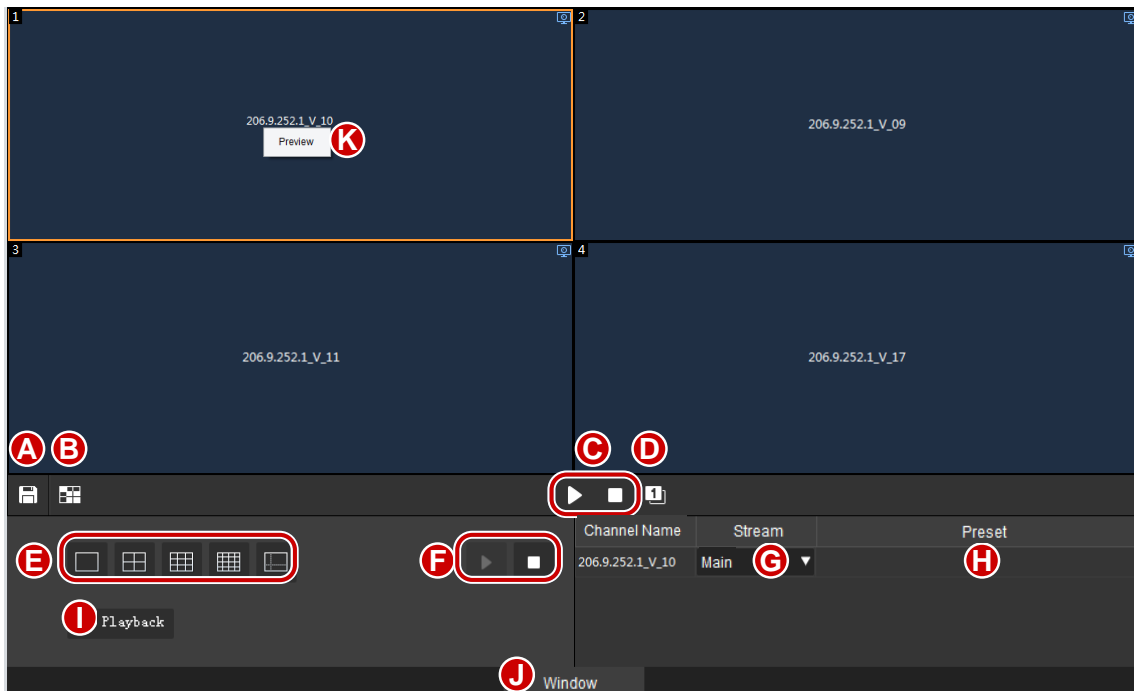 1
2
206.9.252.1_V_10
Preview
K
206.9.252.1_V_09
3
4
206.9.252.1_V_11
206.9.252.1_V_17
A
B
C
D
1
Channel Name
Stream
Preset
E
F
206.9.252.1_V_10
Main
G
H
I
Playback
J
Window